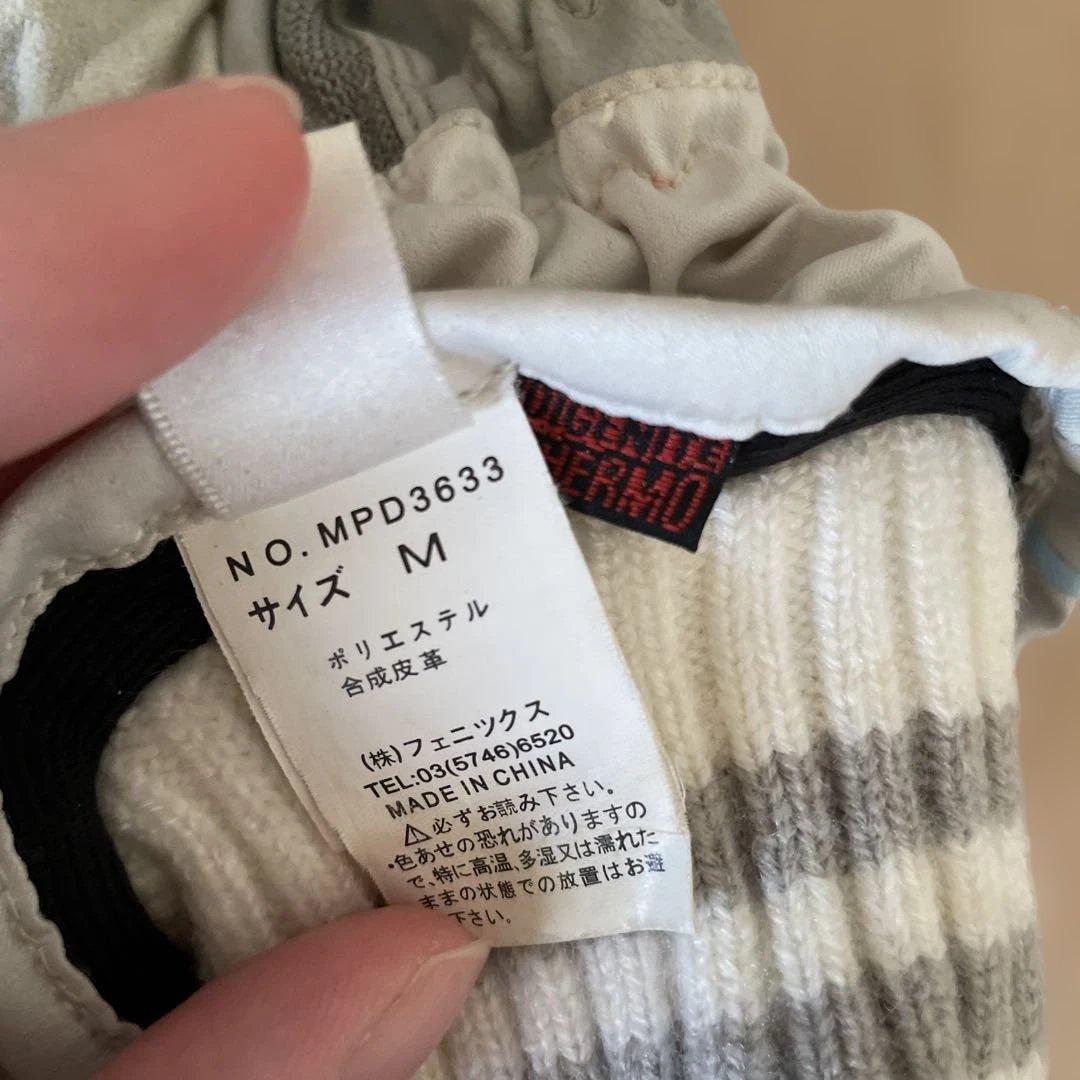 NO.MPD3633
サイズ M
ポリエステル
合成皮革
(株)フェニックス
TEL:03(5746)6520
MADE IN CHINA
⚠必ずお読み下さい。
・色あせの恐れがありますの
で、特に高温、多湿又は濡れた
ままの状態での放置はお避
下さい。
THERMO